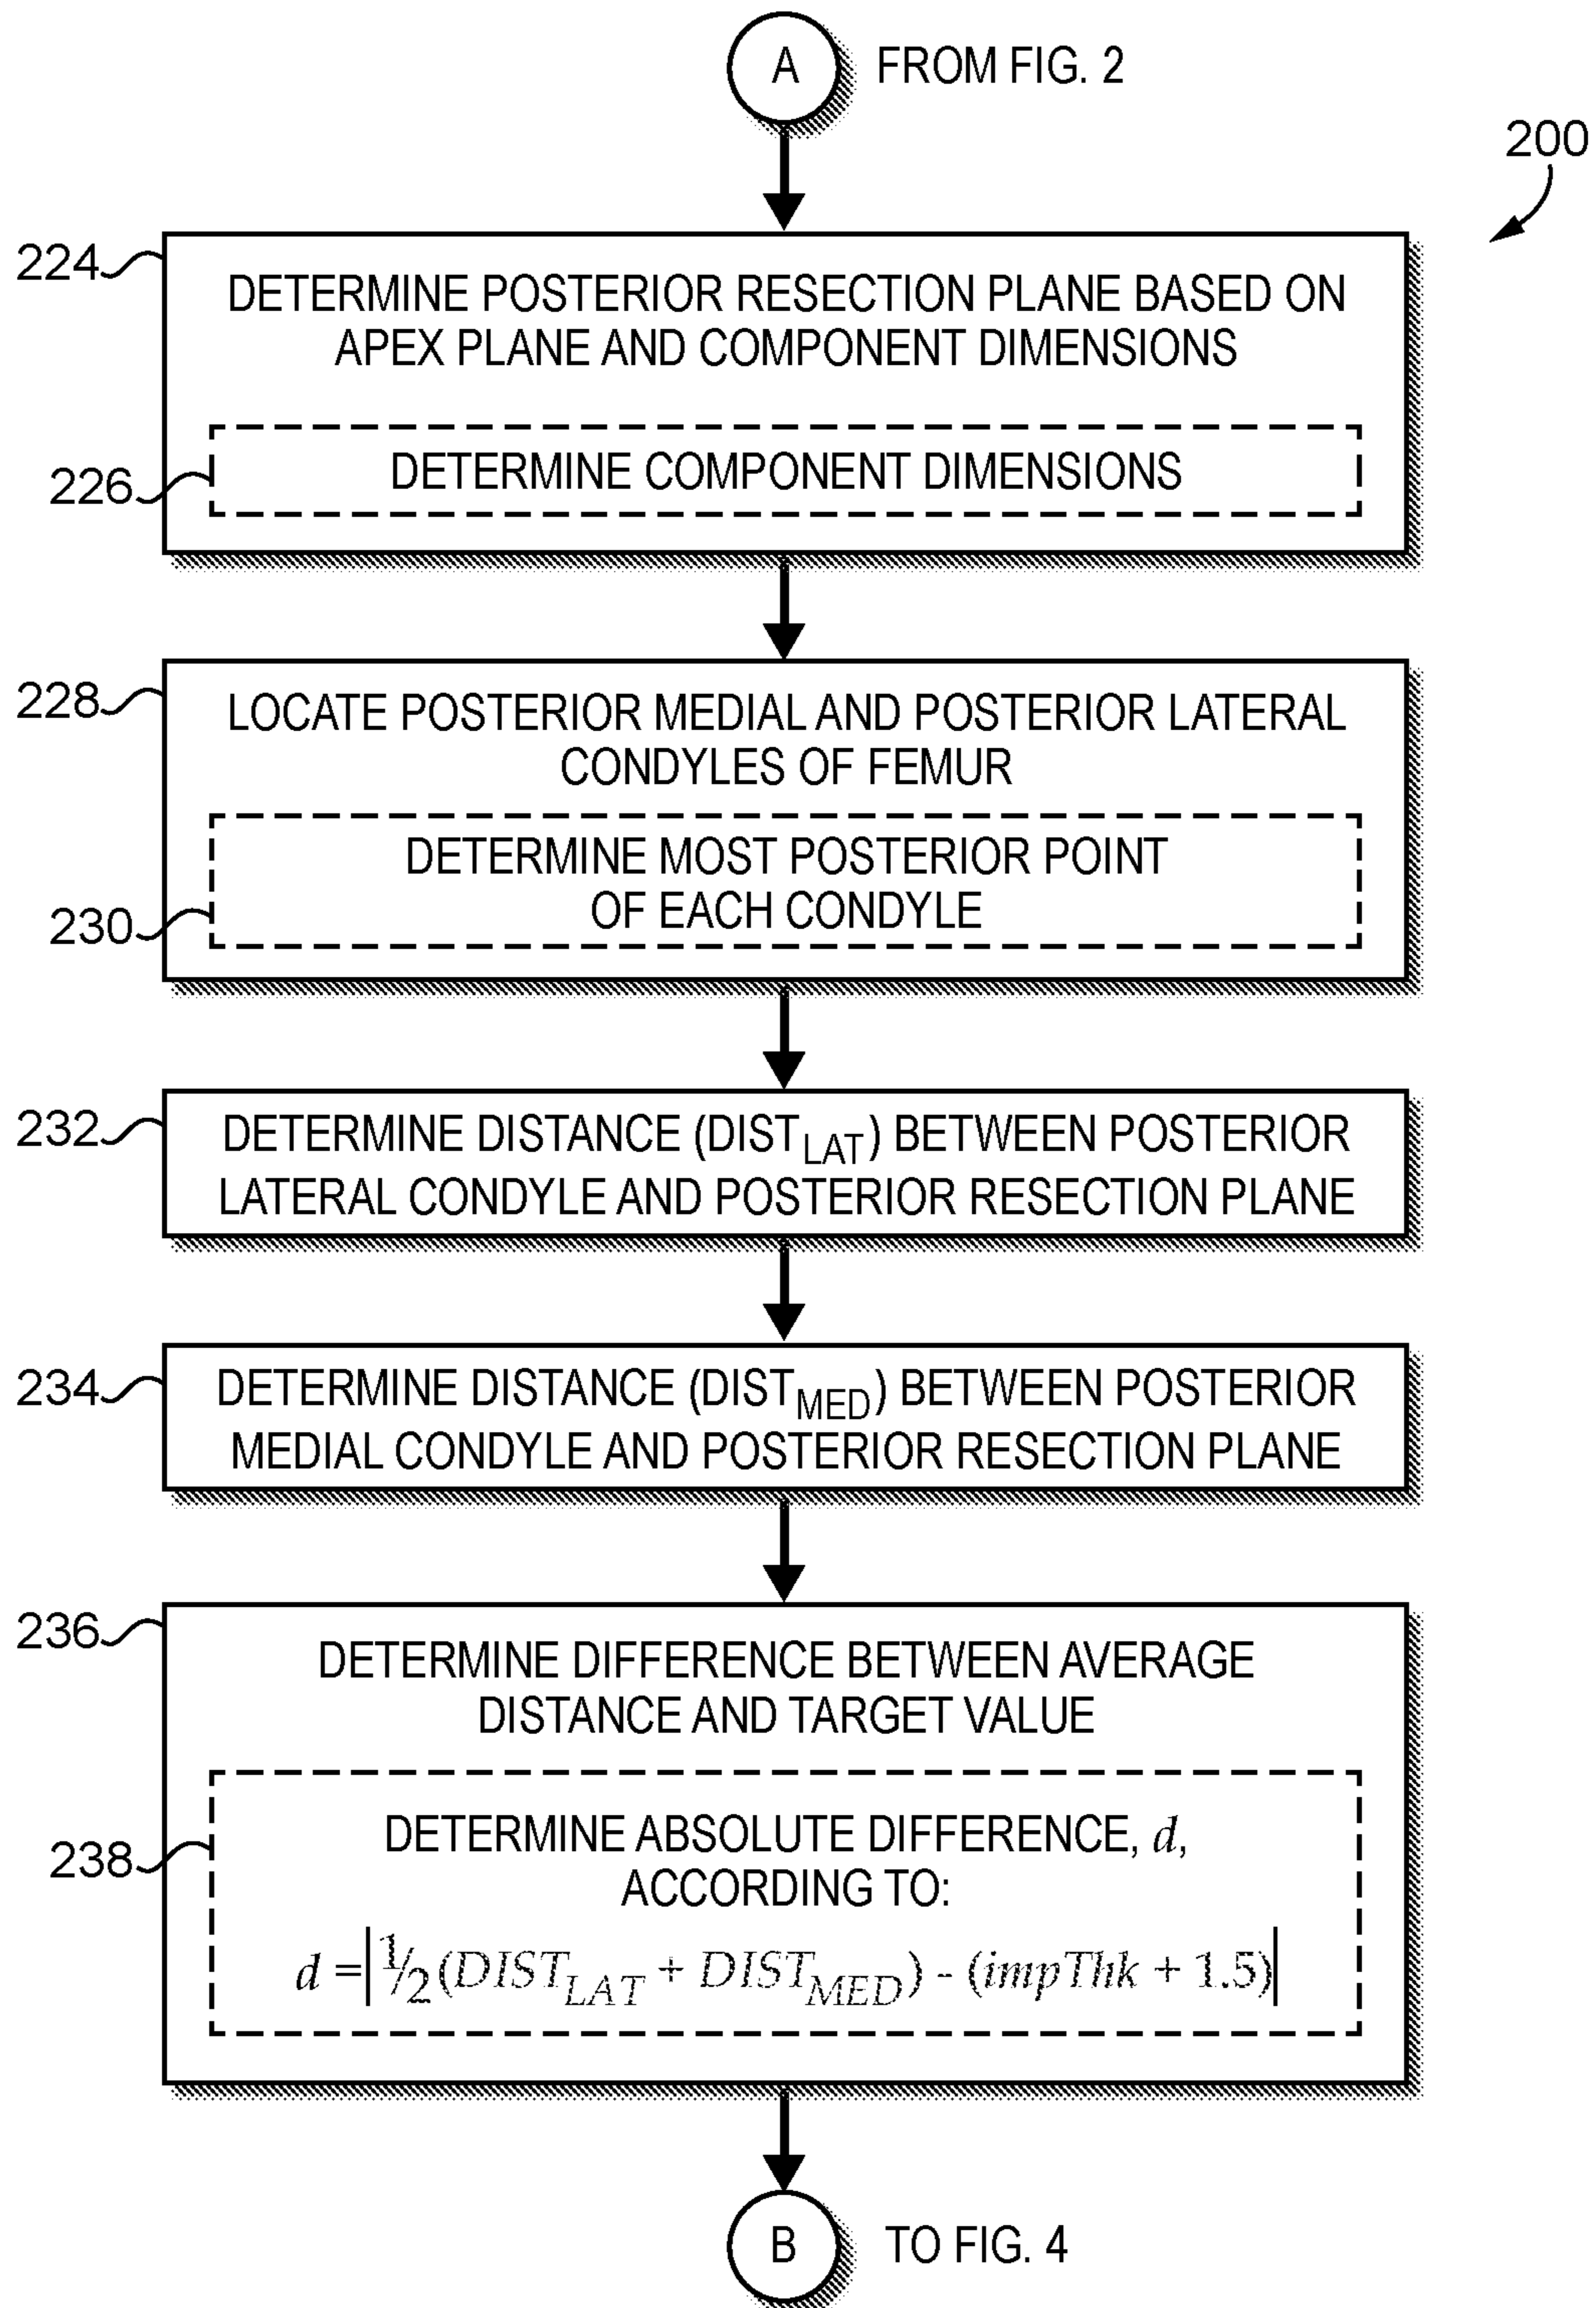 A FROM FIG. 2
200
224
DETERMINE POSTERIOR RESECTION PLANE BASED ON
APEX PLANE AND COMPONENT DIMENSIONS
226
DETERMINE COMPONENT DIMENSIONS
228
LOCATE POSTERIOR MEDIAL AND POSTERIOR LATERAL
CONDYLES OF FEMUR
DETERMINE MOST POSTERIOR POINT
230
OF EACH CONDYLE
232
DETERMINE DISTANCE (DIST_LAT) BETWEEN POSTERIOR
LATERAL CONDYLE AND POSTERIOR RESECTION PLANE
234
DETERMINE DISTANCE (DIST_MED) BETWEEN POSTERIOR
MEDIAL CONDYLE AND POSTERIOR RESECTION PLANE
236
DETERMINE DIFFERENCE BETWEEN AVERAGE
DISTANCE AND TARGET VALUE
238
DETERMINE ABSOLUTE DIFFERENCE, d,
ACCORDING TO:
d = |1/2(DIST_LAT + DIST_MED) - (impThk + 1.5)|
B TO FIG. 4